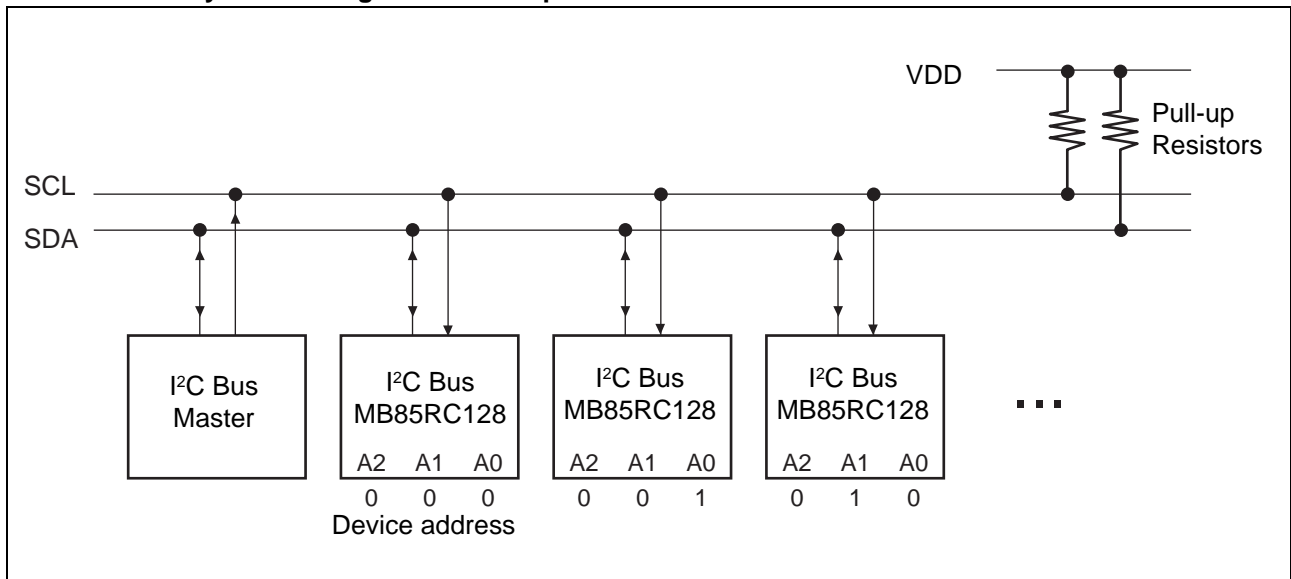 VDD
Pull-up
Resistors
SCL
SDA
I²C Bus
Master
I²C Bus
MB85RC128
A2 A1 A0
0 0 0
Device address
I²C Bus
MB85RC128
A2 A1 A0
0 0 1
I²C Bus
MB85RC128
A2 A1 A0
0 1 0
...